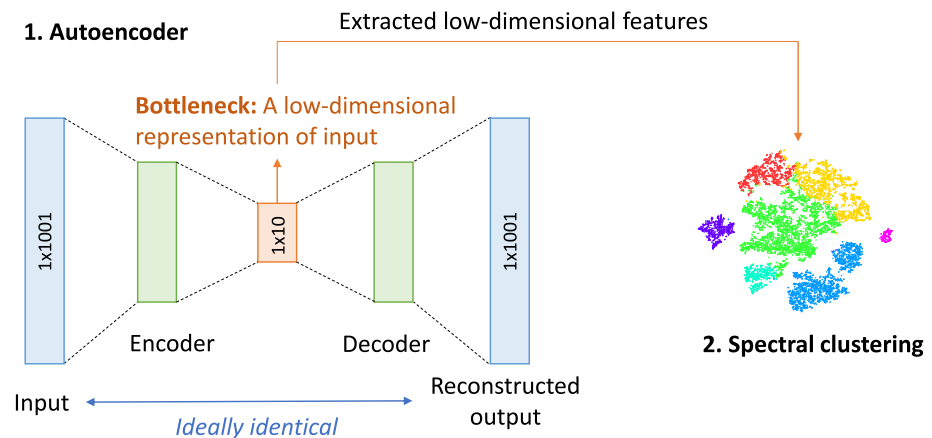 1. Autoencoder
Extracted low-dimensional features
Bottleneck: A low-dimensional
representation of input
1x1001
1x10
1x1001
Encoder
Decoder
2. Spectral clustering
Input
Reconstructed
output
Ideally identical